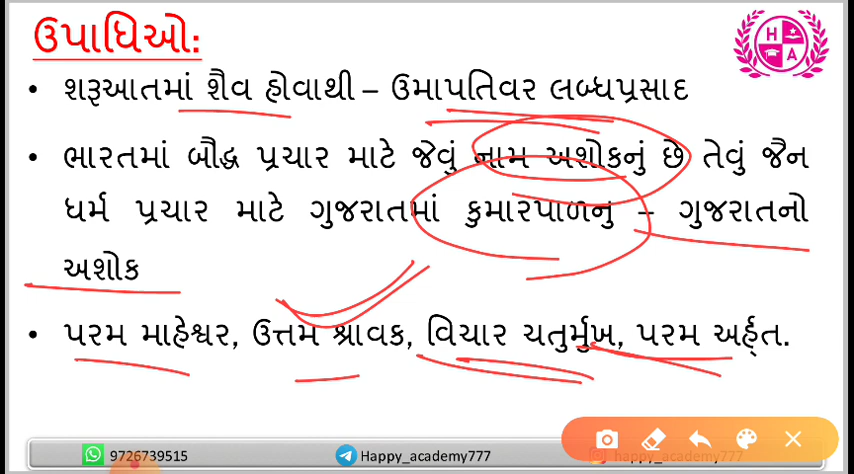 ઉપાધિઓ:
H A
• શરૂઆતમાં શૈવ હોવાથી – ઉમાપતિવર લબ્ધપ્રસાદ
• ભારતમાં બૌદ્ધ પ્રચાર માટે જેવું નામ અશોકનું છે તેવું જૈન
ધર્મ પ્રચાર માટે ગુજરાતમાં કુમારપાળનુ – ગુજરાતનો
અશોક
• પરમ માહેશ્વર, ઉત્તમ શ્રાવક, વિચાર ચતુર્મુખ, પરમ અર્હ્ત.
9726739515 Happy_academy777 happy_academy777